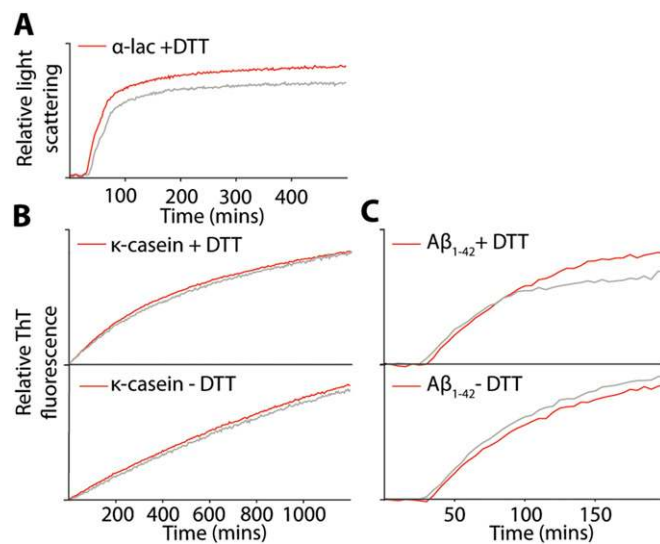 A
α-lac +DTT
Relative light
scattering
100 200 300 400
Time (mins)
B
κ-casein + DTT
κ-casein - DTT
Relative ThT
fluorescence
200 400 600 800 1000
Time (mins)
C
Aβ₁₋₄₂+ DTT
Aβ₁₋₄₂- DTT
50 100 150
Time (mins)